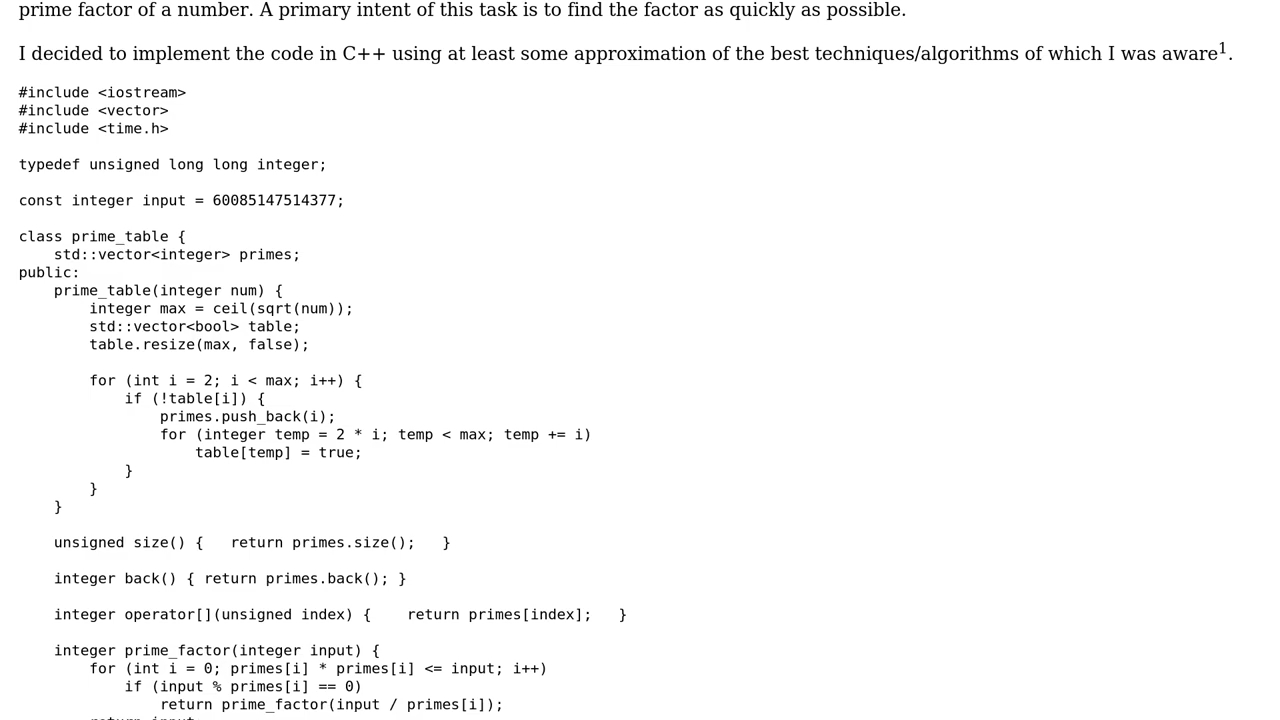 prime factor of a number. A primary intent of this task is to find the factor as quickly as possible.
I decided to implement the code in C++ using at least some approximation of the best techniques/algorithms of which I was aware1.
#include <iostream>
#include <vector>
#include <time.h>
typedef unsigned long long integer;
const integer input = 60085147514377;
class prime_table {
    std::vector<integer> primes;
public:
    prime_table(integer num) {
        integer max = ceil(sqrt(num));
        std::vector<bool> table;
        table.resize(max, false);
        for (int i = 2; i < max; i++) {
            if (!table[i]) {
                primes.push_back(i);
                for (integer temp = 2 * i; temp < max; temp += i)
                    table[temp] = true;
            }
        }
    }
    unsigned size() {   return primes.size();   }
    integer back() { return primes.back(); }
    integer operator[](unsigned index) {    return primes[index];   }
    integer prime_factor(integer input) {
        for (int i = 0; primes[i] * primes[i] <= input; i++)
            if (input % primes[i] == 0)
                return prime_factor(input / primes[i]);
        return input;